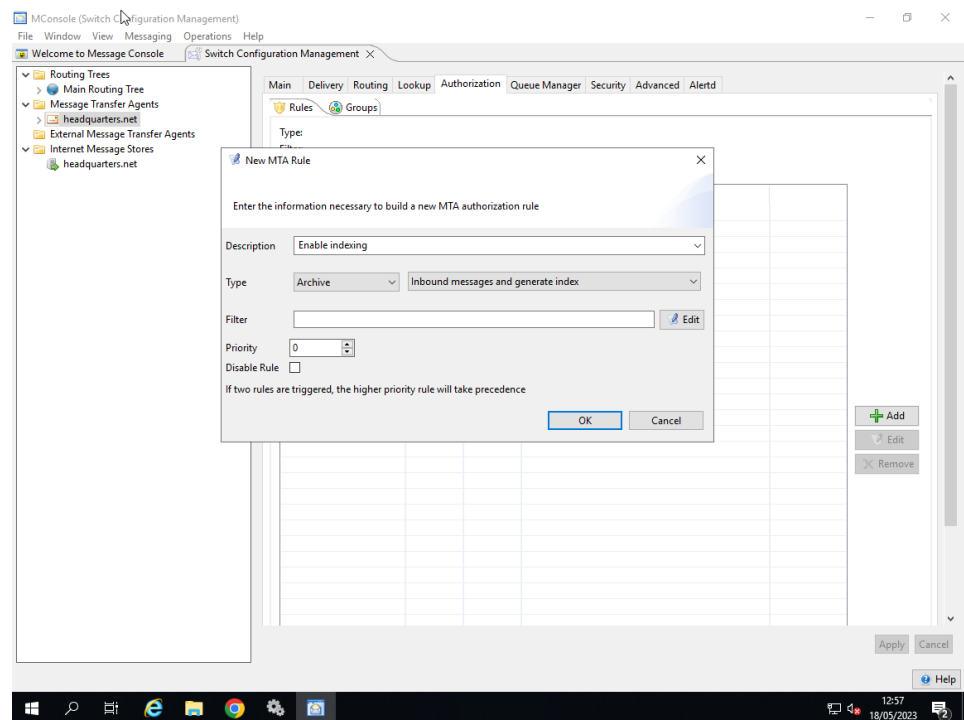 MConsole (Switch Configuration Management)
File Window View Messaging Operations Help
Welcome to Message Console Switch Configuration Management
Routing Trees
Main Routing Tree
Message Transfer Agents
headquarters.net
External Message Transfer Agents
Internet Message Stores
headquarters.net
Main Delivery Routing Lookup Authorization Queue Manager Security Advanced Alertd
Rules Groups
Type:
New MTA Rule
Enter the information necessary to build a new MTA authorization rule
Description Enable indexing
Type Archive Inbound messages and generate index
Filter Edit
Priority 0
Disable Rule
If two rules are triggered, the higher priority rule will take precedence
OK Cancel
Add
Edit
Remove
Apply Cancel
Help
12:57
18/05/2023
2